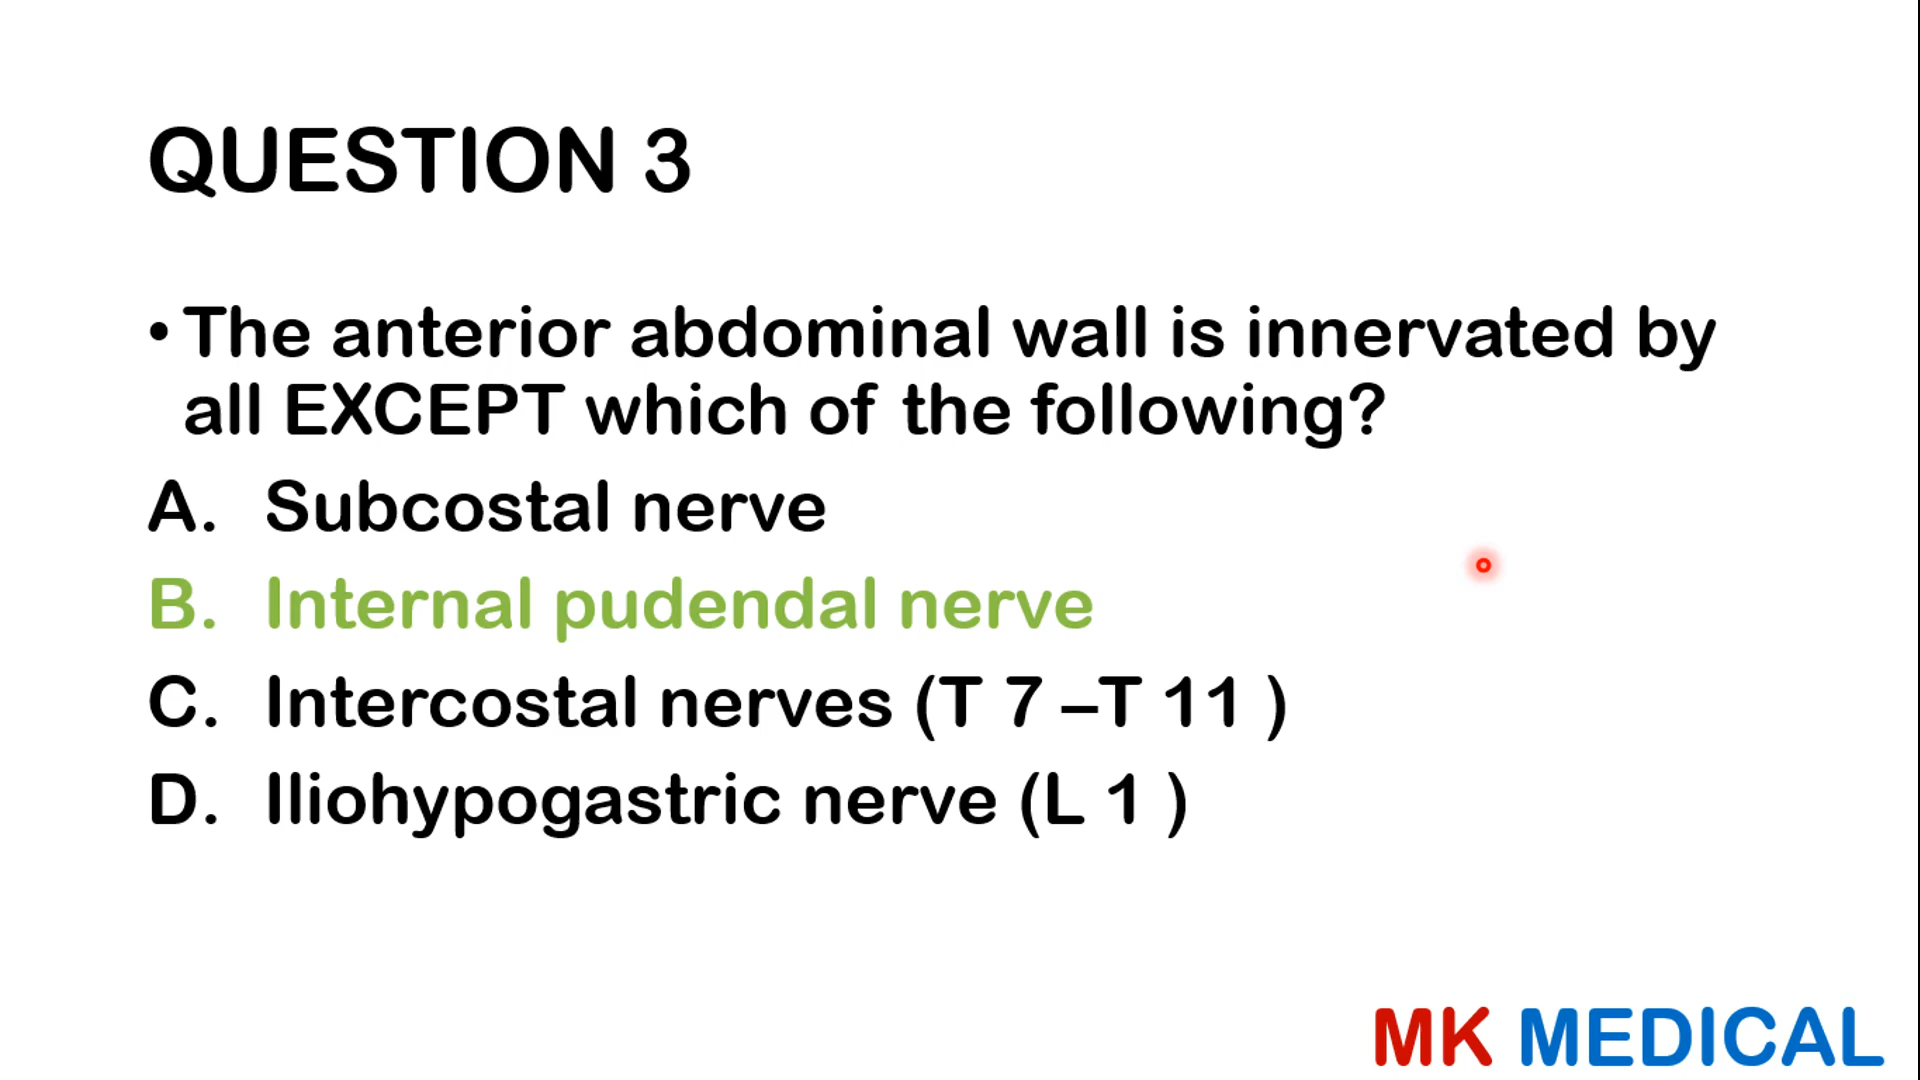 QUESTION 3
• The anterior abdominal wall is innervated by
all EXCEPT which of the following?
A. Subcostal nerve
B. Internal pudendal nerve
C. Intercostal nerves (T 7 –T 11 )
D. Iliohypogastric nerve (L 1 )
MK MEDICAL